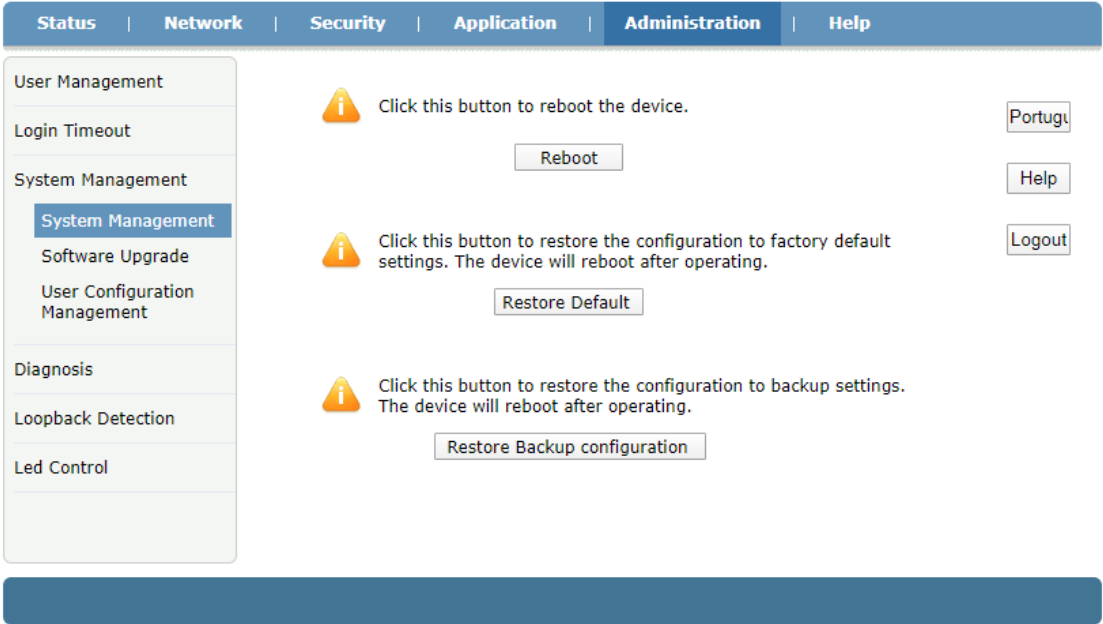 Status | Network | Security | Application | Administration | Help
User Management
Login Timeout
System Management
System Management
Software Upgrade
User Configuration
Management
Diagnosis
Loopback Detection
Led Control
Click this button to reboot the device.
Reboot
Click this button to restore the configuration to factory default
settings. The device will reboot after operating.
Restore Default
Click this button to restore the configuration to backup settings.
The device will reboot after operating.
Restore Backup configuration
Portugu
Help
Logout